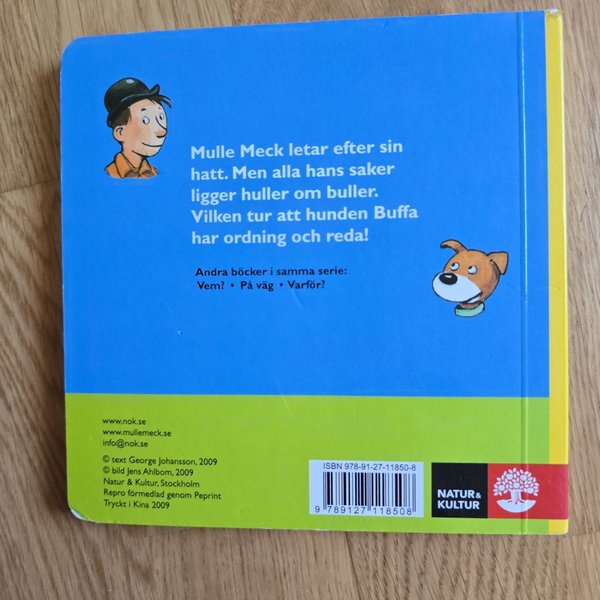 Mulle Meck letar efter sin
hatt. Men alla hans saker
ligger huller om buller.
Vilken tur att hunden Buffa
har ordning och reda!
Andra böcker i samma serie:
Vem? • På väg • Varför?
www.nok.se
www.mullemeck.se
info@nok.se
© text George Johansson, 2009
© bild Jens Ahlbom, 2009
Natur & Kultur, Stockholm
Repro förmedlad genom Peprint
Tryckt i Kina 2009
ISBN 978-91-27-11850-8
9 789127 118508
NATUR&
KULTUR